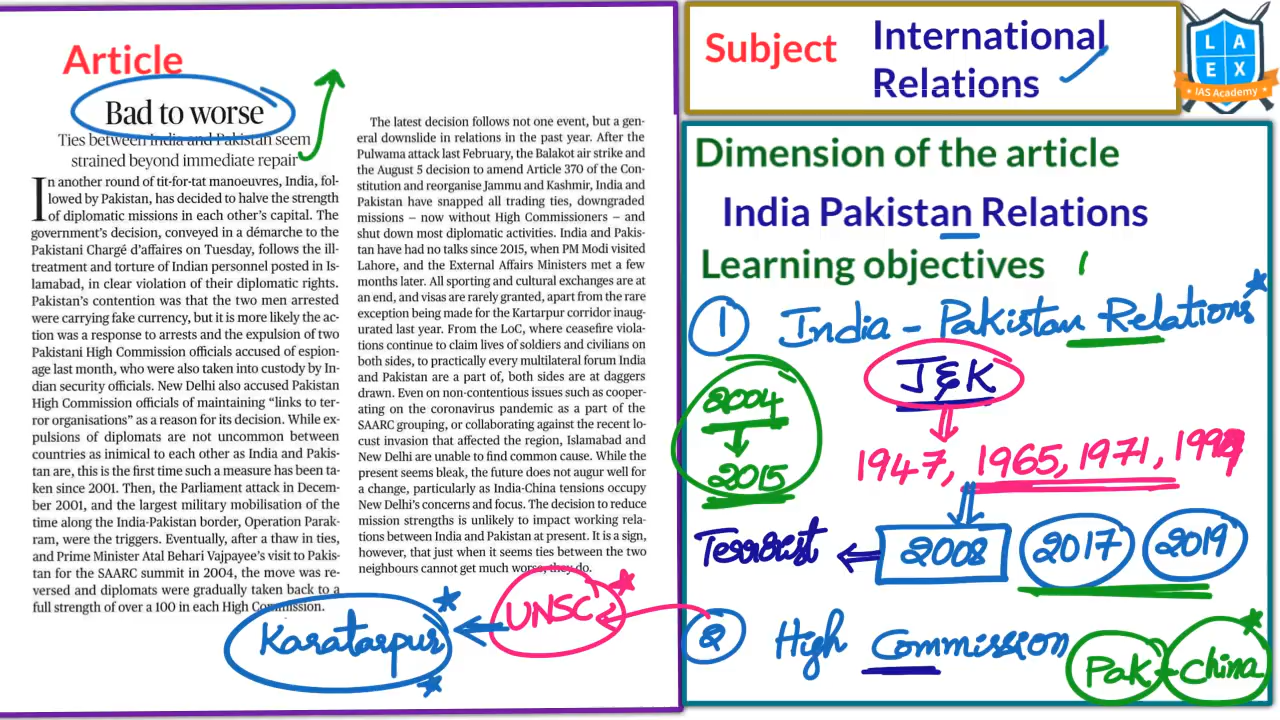 Article
Bad to worse
Ties between India and Pakistan seem
strained beyond immediate repair
In another round of tit-for-tat manoeuvres, India, fol-
lowed by Pakistan, has decided to halve the strength
of diplomatic missions in each other's capital. The
government's decision, conveyed in a démarche to the
Pakistani Chargé d'affaires on Tuesday, follows the ill-
treatment and torture of Indian personnel posted in Is-
lamabad, in clear violation of their diplomatic rights.
Pakistan's contention was that the two men arrested
were carrying fake currency, but it is more likely the ac-
tion was a response to arrests and the expulsion of two
Pakistani High Commission officials accused of espion-
age last month, who were also taken into custody by In-
dian security officials. New Delhi also accused Pakistan
High Commission officials of maintaining "links to ter-
ror organisations" as a reason for its decision. While ex-
pulsions of diplomats are not uncommon between
countries as inimical to each other as India and Pakis-
tan are, this is the first time such a measure has been ta-
ken since 2001. Then, the Parliament attack in Decem-
ber 2001, and the largest military mobilisation of the
time along the India-Pakistan border, Operation Parak-
ram, were the triggers. Eventually, after a thaw in ties,
and Prime Minister Atal Behari Vajpayee's visit to Pakis-
tan for the SAARC summit in 2004, the move was re-
versed and diplomats were gradually taken back to a
full strength of over a 100 in each High Commission.
The latest decision follows not one event, but a gen-
eral downslide in relations in the past year. After the
Pulwama attack last February, the Balakot air strike and
the August 5 decision to amend Article 370 of the Con-
stitution and reorganise Jammu and Kashmir, India and
Pakistan have snapped all trading ties, downgraded
missions – now without High Commissioners – and
shut down most diplomatic activities. India and Pakis-
tan have had no talks since 2015, when PM Modi visited
Lahore, and the External Affairs Ministers met a few
months later. All sporting and cultural exchanges are at
an end, and visas are rarely granted, apart from the rare
exception being made for the Kartarpur corridor inaug-
urated last year. From the LoC, where ceasefire viola-
tions continue to claim lives of soldiers and civilians on
both sides, to practically every multilateral forum India
and Pakistan are a part of, both sides are at daggers
drawn. Even on non-contentious issues such as cooper-
ating on the coronavirus pandemic as a part of the
SAARC grouping, or collaborating against the recent lo-
cust invasion that affected the region, Islamabad and
New Delhi are unable to find common cause. While the
present seems bleak, the future does not augur well for
a change, particularly as India-China tensions occupy
New Delhi's concerns and focus. The decision to reduce
mission strengths is unlikely to impact working rela-
tions between India and Pakistan at present. It is a sign,
however, that just when it seems ties between the two
neighbours cannot get much worse, they do.
Karatarpur
UNSC
Subject
International
Relations
LAEX
IAS Academy
Dimension of the article
India Pakistan Relations
Learning objectives
1 India - Pakistan Relations
J&K
2004
2015
1947, 1965, 1971, 1999
Terrorist
2008
2017
2019
2 High Commission
Pak - China